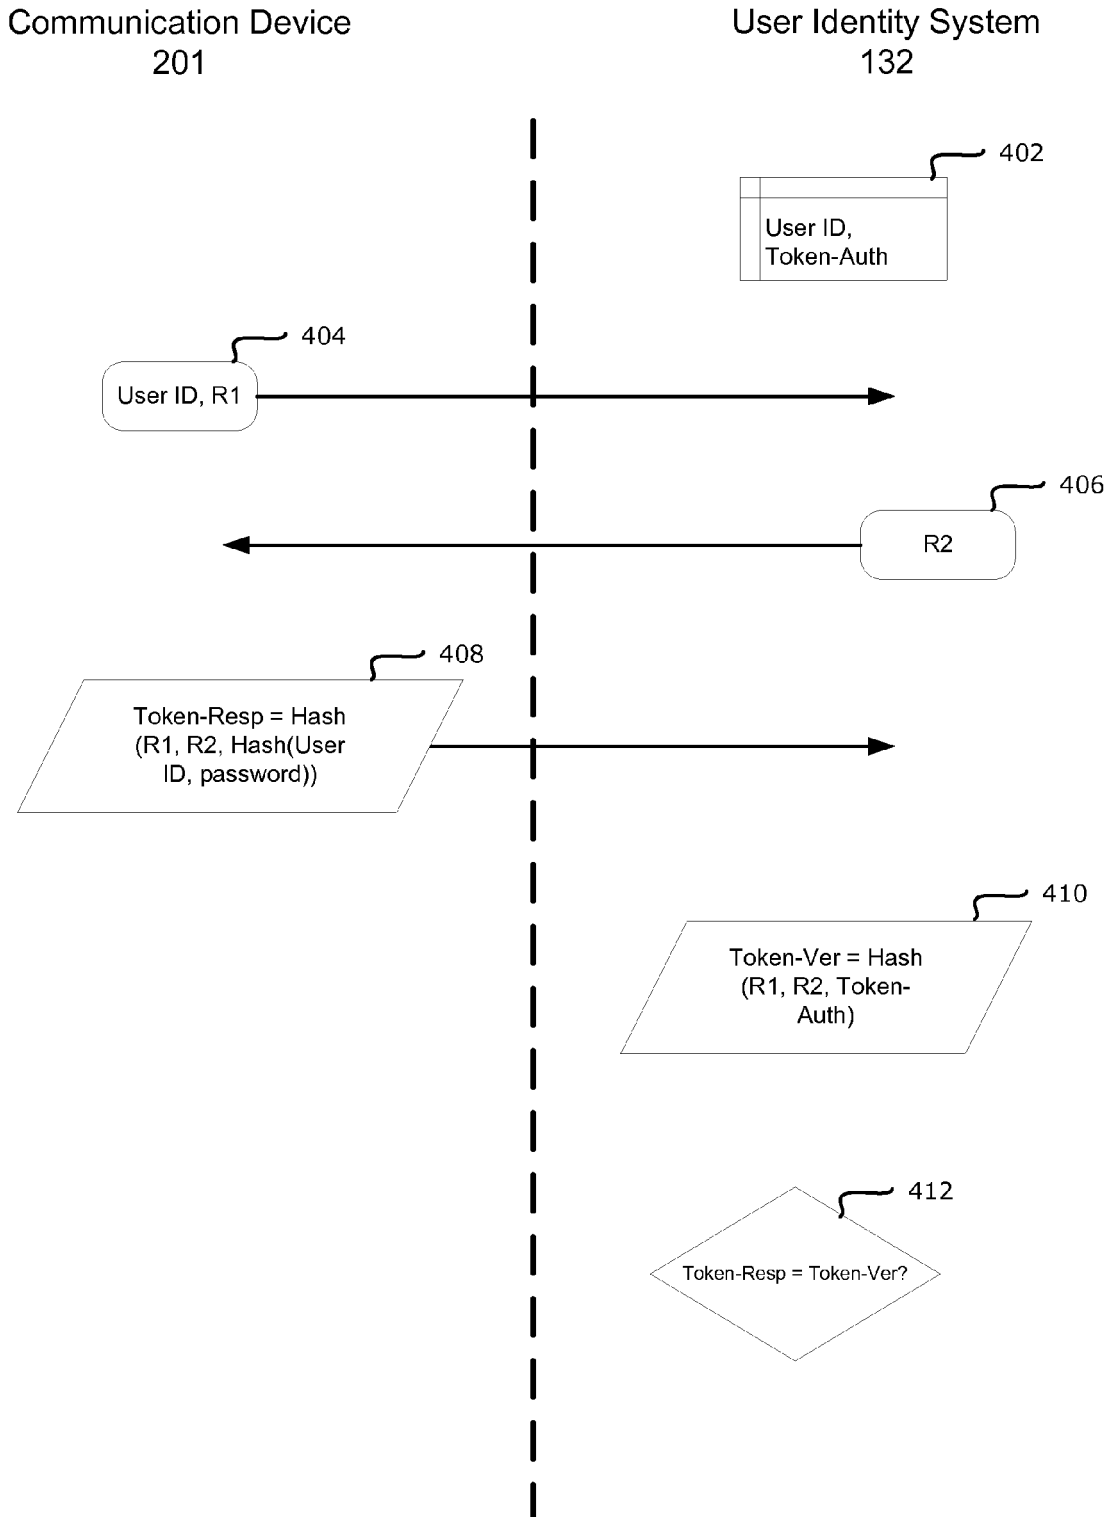 Communication Device
201
User Identity System
132
402
User ID,
Token-Auth
404
User ID, R1
406
R2
408
Token-Resp = Hash
(R1, R2, Hash(User
ID, password))
410
Token-Ver = Hash
(R1, R2, Token-
Auth)
412
Token-Resp = Token-Ver?